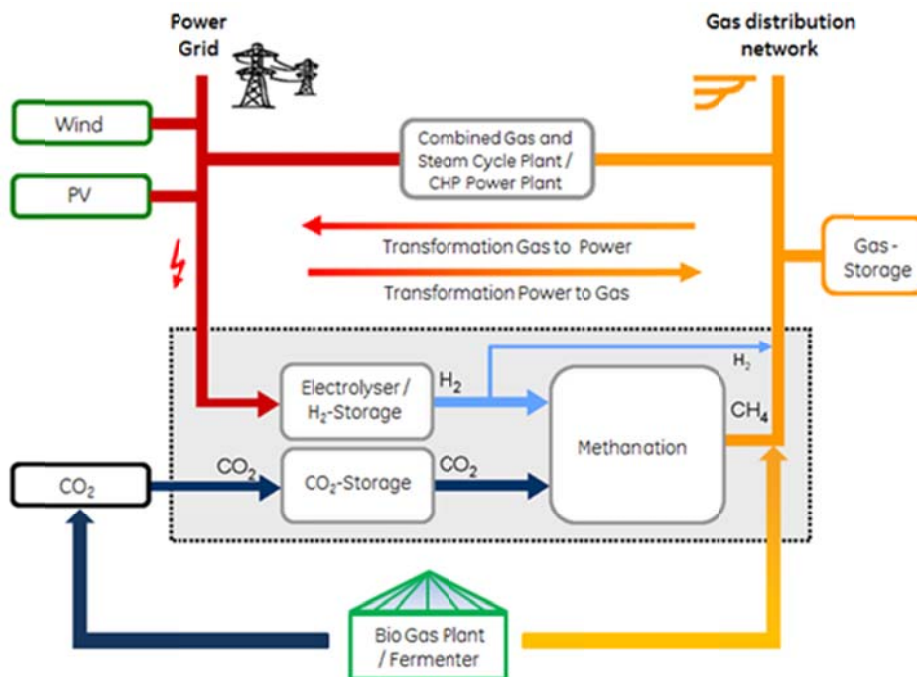 Power
Grid
Gas distribution
network
Wind
PV
Combined Gas and
Steam Cycle Plant /
CHP Power Plant
Transformation Gas to Power
Transformation Power to Gas
Gas -
Storage
Electrolyser /
H₂-Storage
H₂
H₂
CH₄
Methanation
CO₂
CO₂
CO₂-Storage
CO₂
Bio Gas Plant
/ Fermenter